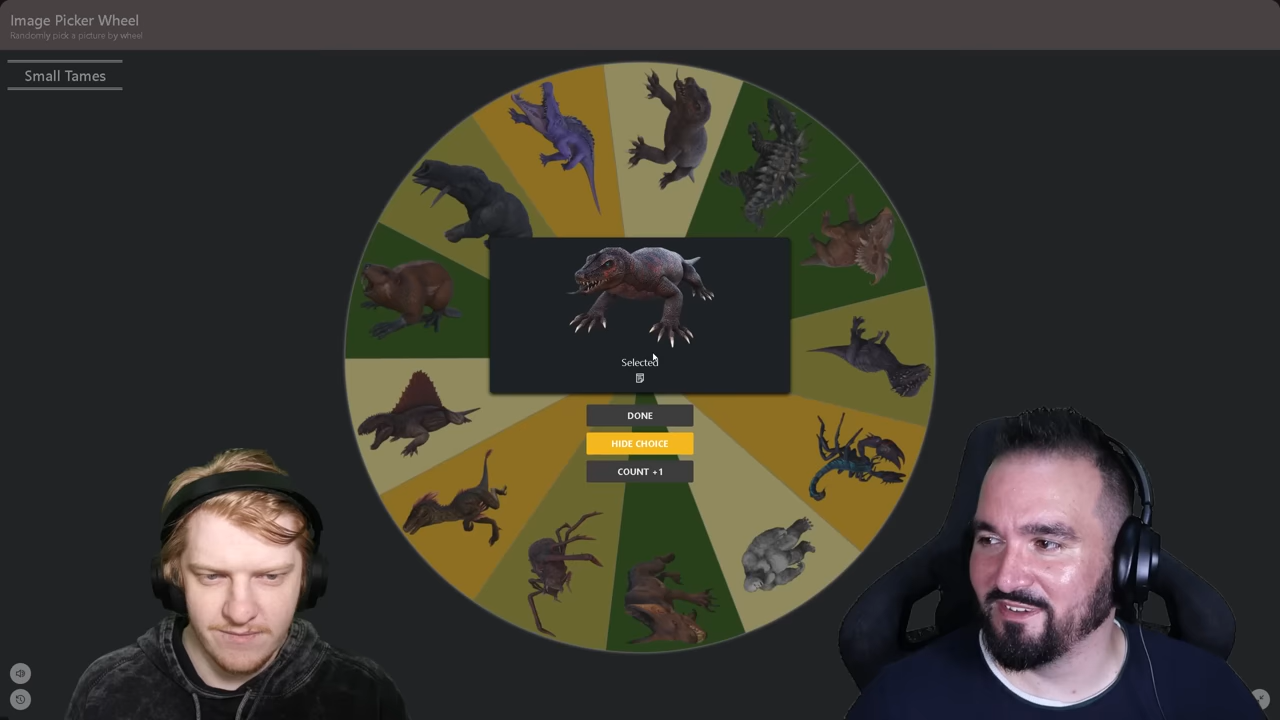 Image Picker Wheel
Randomly pick a picture by wheel
Small Tames
Selected
DONE
HIDE CHOICE
COUNT +1